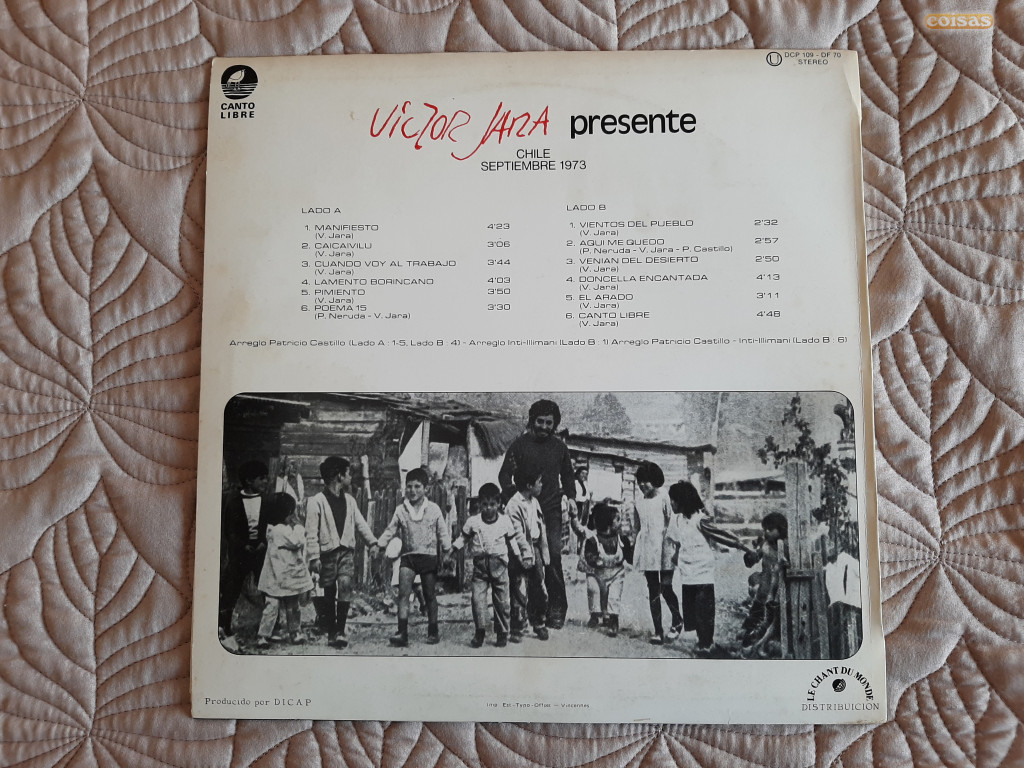 coisas
DCP 109 - DF 70
STEREO
CANTO
LIBRE
VÍCTOR JARA presente
CHILE
SEPTIEMBRE 1973
LADO A
1. MANIFIESTO 4'23
(V. Jara)
2. CAICAIVILU 3'06
(V. Jara)
3. CUANDO VOY AL TRABAJO 3'44
(V. Jara)
4. LAMENTO BORINCANO 4'03
5. PIMIENTO 3'50
(V. Jara)
6. POEMA 15 3'30
(P. Neruda - V. Jara)
LADO B
1. VIENTOS DEL PUEBLO 2'32
(V. Jara)
2. AQUI ME QUEDO 2'57
(P. Neruda - V. Jara - P. Castillo)
3. VENIAN DEL DESIERTO 2'50
(V. Jara)
4. DONCELLA ENCANTADA 4'13
(V. Jara)
5. EL ARADO 3'11
(V. Jara)
6. CANTO LIBRE 4'48
(V. Jara)
Arreglo Patricio Castillo (Lado A : 1-5, Lado B : 4) - Arreglo Inti-Illimani (Lado B : 1) Arreglo Patricio Castillo - Inti-Illimani (Lado B : 6)
LE CHANT DU MONDE
DISTRIBUICION
Producido por DICAP
Imp. Edi - Typo - Offset - Vincennes